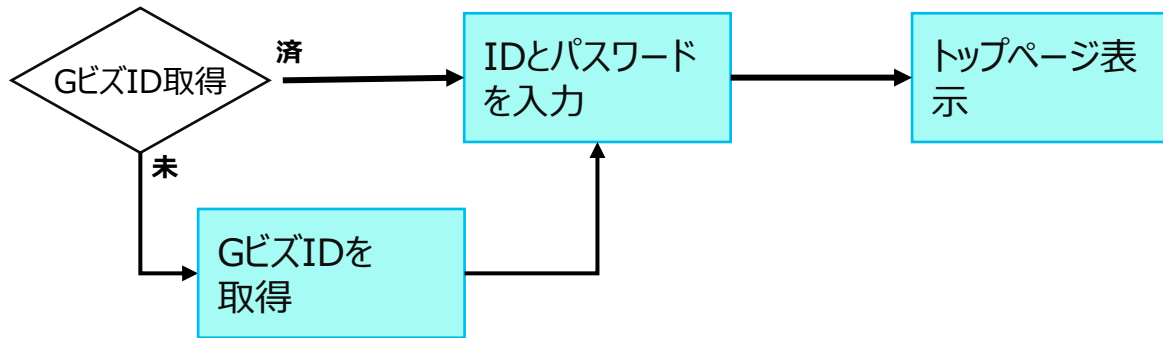 GビズID取得
済
IDとパスワード
を入力
トップページ表
示
未
GビズIDを
取得